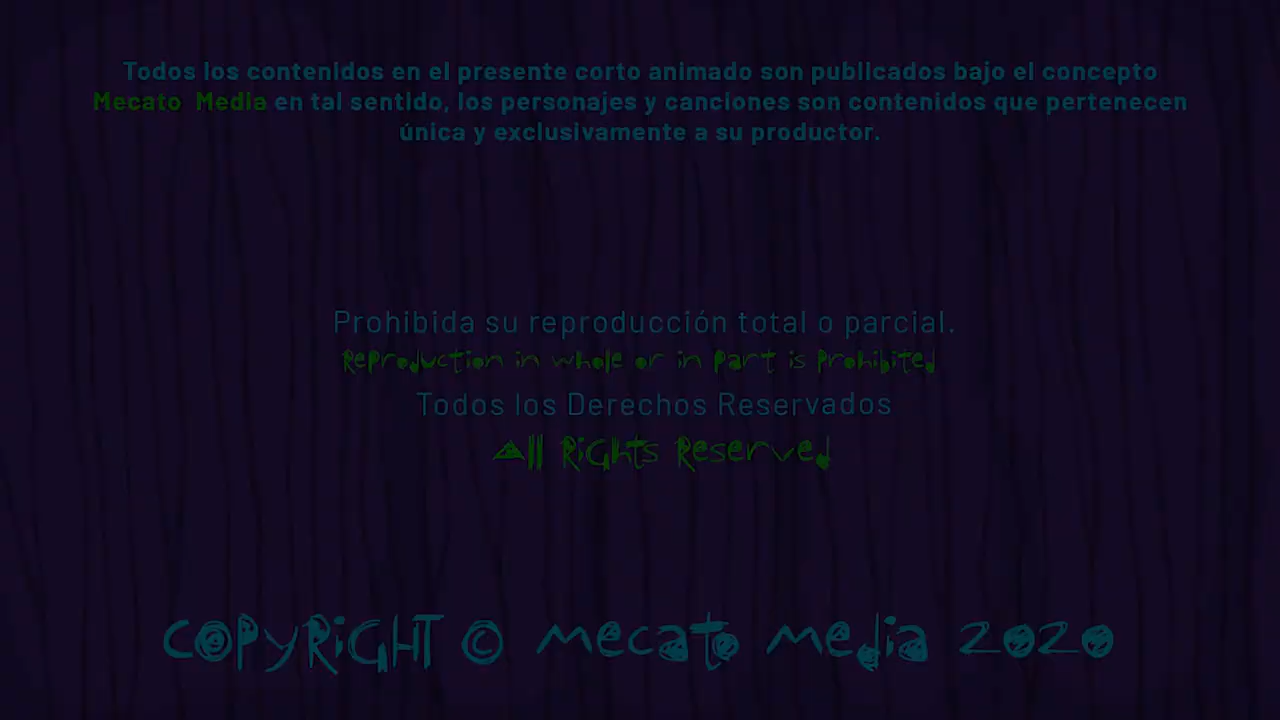 Todos los contenidos en el presente corto animado son publicados bajo el concepto
Mecato Media en tal sentido, los personajes y canciones son contenidos que pertenecen
única y exclusivamente a su productor.
Prohibida su reproducción total o parcial.
Reproduction in whole or in Part is Prohibited
Todos los Derechos Reservados
All Rights Reserved
COPYRIGHT © mecato media 2020